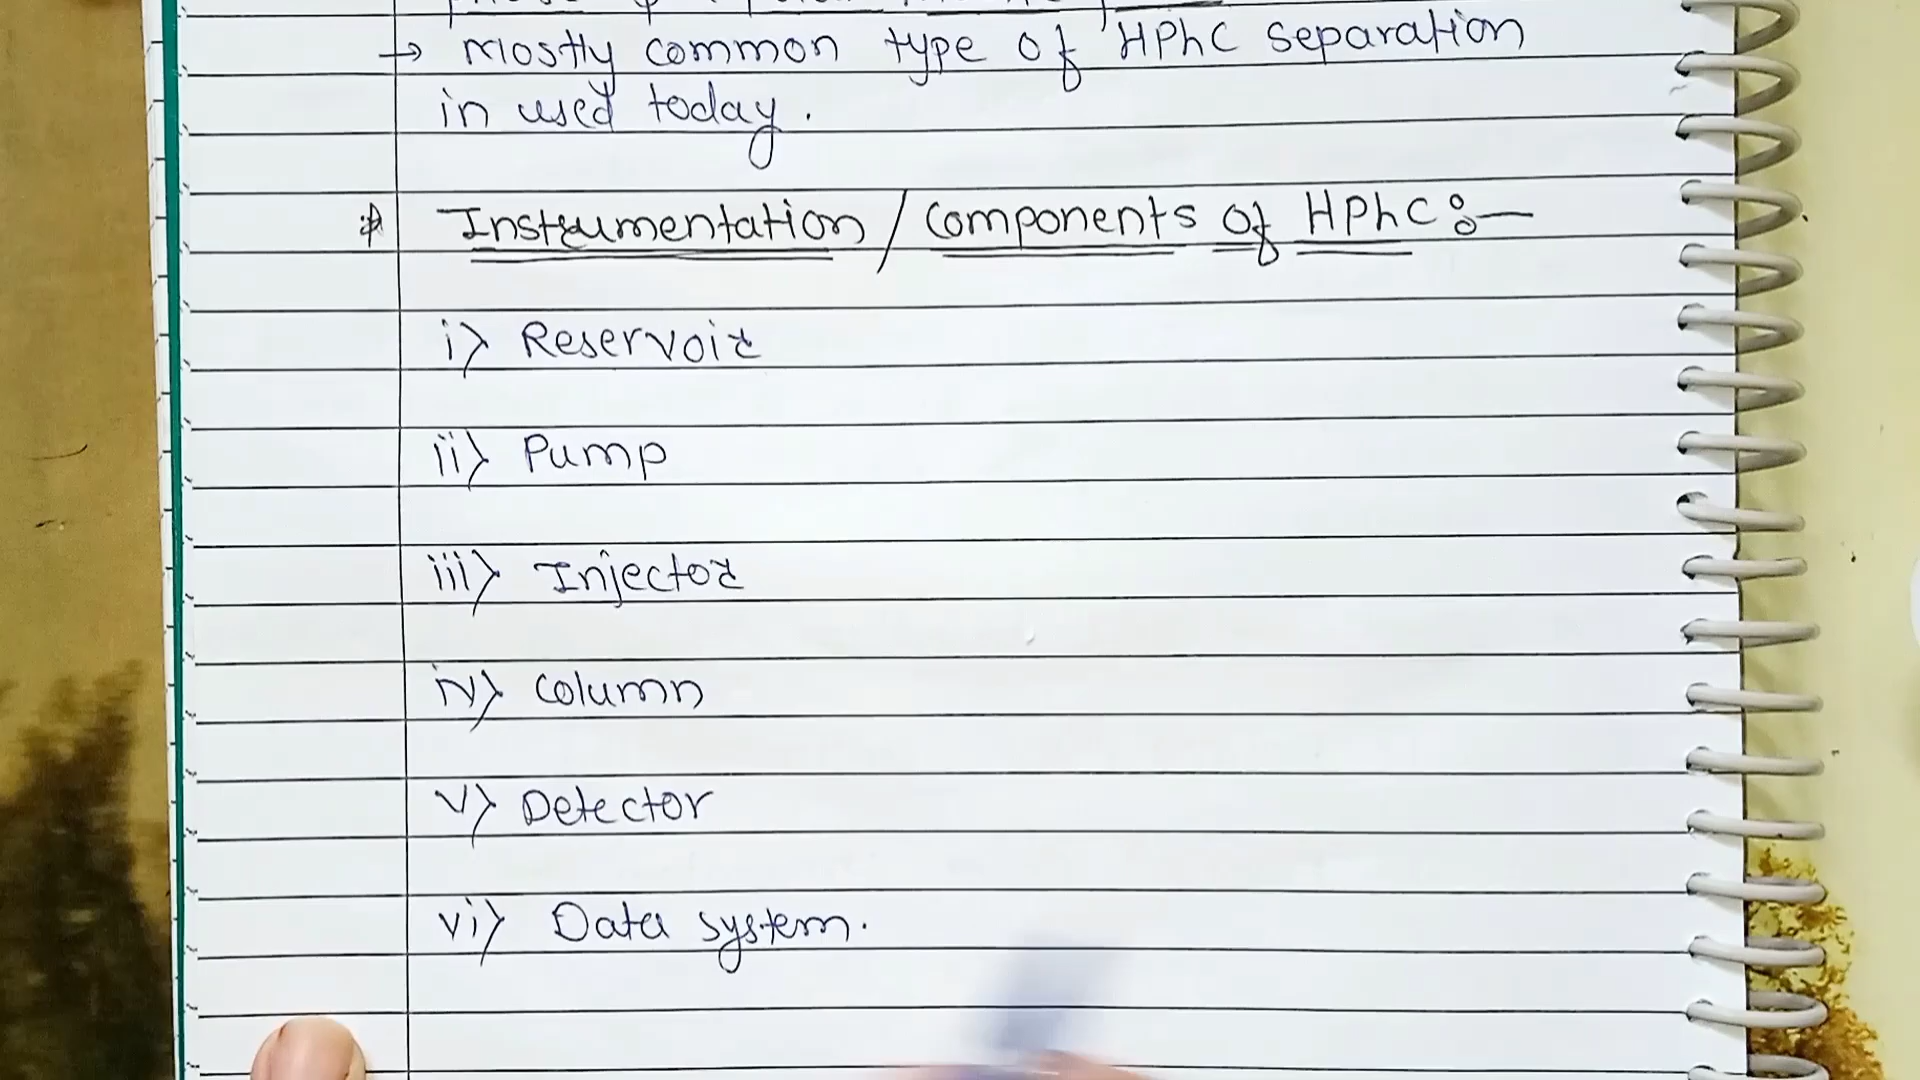 → Mostly common type of HPLC separation
in used today.
* Instrumentation / Components of HPLC :—
i) Reservoir
ii) Pump
iii) Injector
iv) Column
v) Detector
vi) Data system.